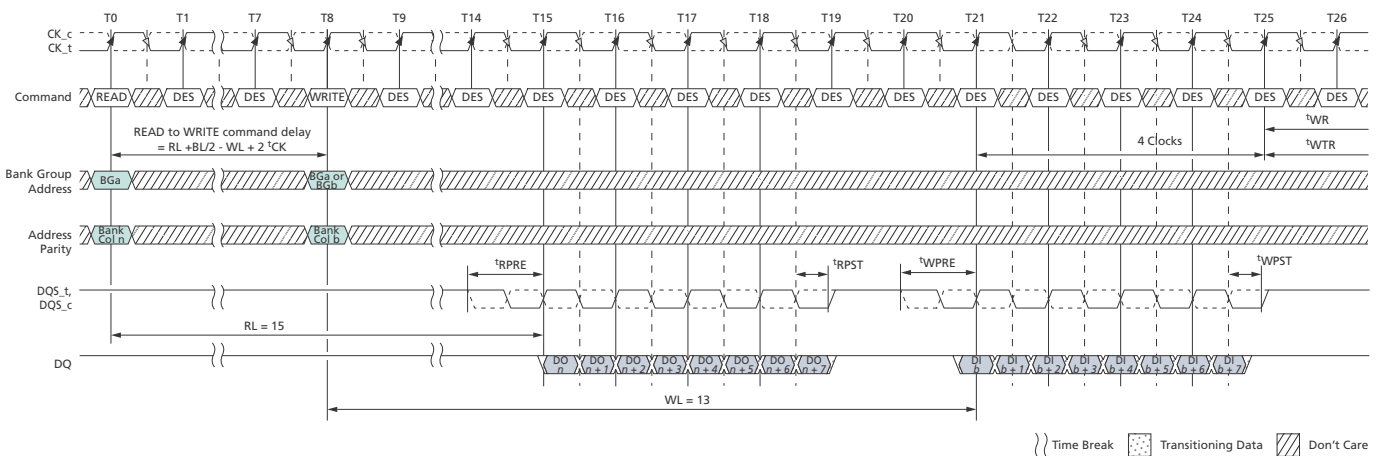 T0 T1 T7 T8 T9 T14 T15 T16 T17 T18 T19 T20 T21 T22 T23 T24 T25 T26
CK_c
CK_t
Command READ DES DES WRITE DES DES DES DES DES DES DES DES DES DES DES DES DES DES
READ to WRITE command delay
= RL +BL/2 - WL + 2 tCK
4 Clocks
tWR
tWTR
Bank Group
Address
BGa
BGa or
BGb
Address
Parity
Bank
Col n
Bank
Col b
tRPRE
tRPST
tWPRE
tWPST
DQS_t,
DQS_c
RL = 15
DQ
DO
n
DO
n + 1
DO
n + 2
DO
n + 3
DO
n + 4
DO
n + 5
DO
n + 6
DO
n + 7
DI
b
DI
b + 1
DI
b + 2
DI
b + 3
DI
b + 4
DI
b + 5
DI
b + 6
DI
b + 7
WL = 13
Time Break Transitioning Data Don't Care